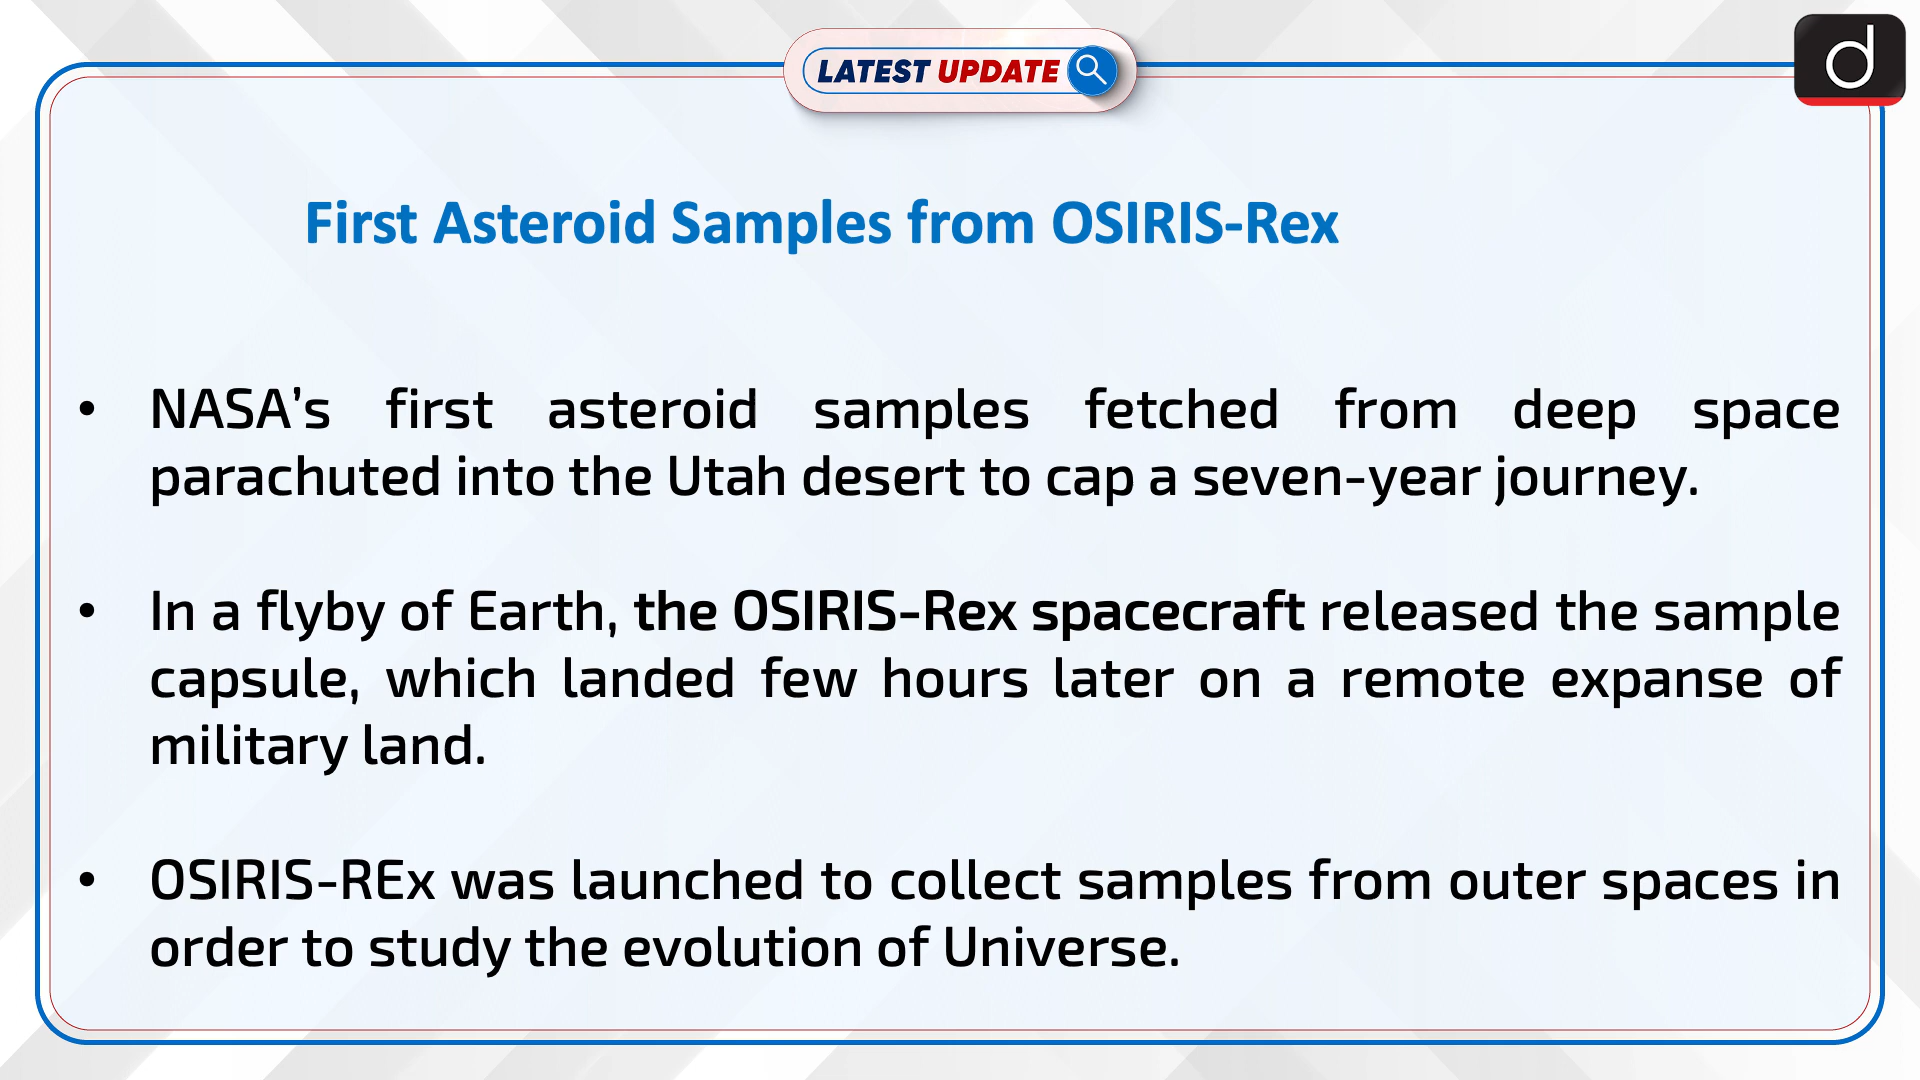 LATEST UPDATE
d
First Asteroid Samples from OSIRIS-Rex
• NASA’s first asteroid samples fetched from deep space
parachuted into the Utah desert to cap a seven-year journey.
• In a flyby of Earth, the OSIRIS-Rex spacecraft released the sample
capsule, which landed few hours later on a remote expanse of
military land.
• OSIRIS-REx was launched to collect samples from outer spaces in
order to study the evolution of Universe.